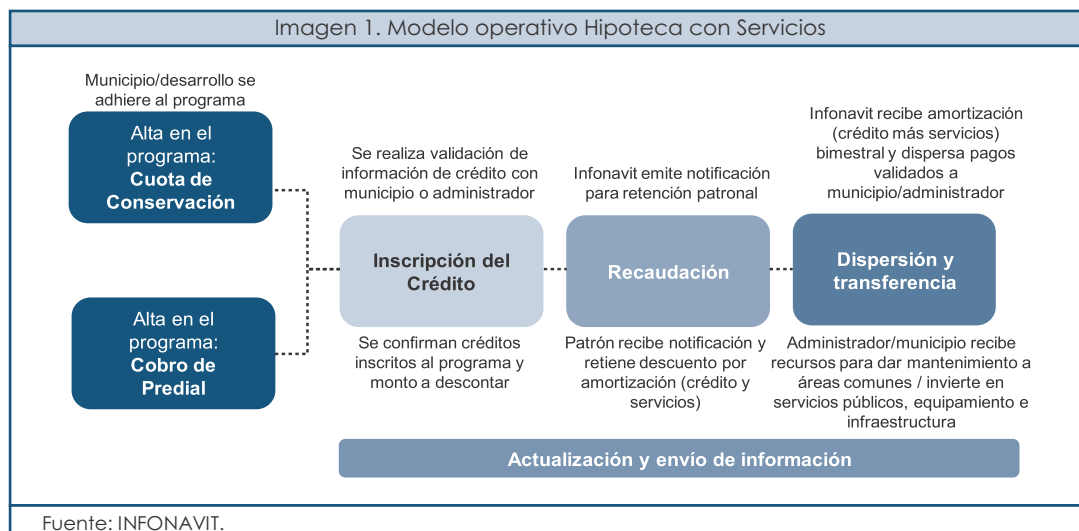 Imagen 1. Modelo operativo Hipoteca con Servicios
Municipio/desarrollo se
adhiere al programa
Alta en el
programa:
Cuota de
Conservación
Alta en el
programa:
Cobro de
Predial
Se realiza validación de
información de crédito con
municipio o administrador
Inscripción del
Crédito
Se confirman créditos
inscritos al programa y
monto a descontar
Infonavit emite notificación
para retención patronal
Recaudación
Patrón recibe notificación y
retiene descuento por
amortización (crédito y
servicios)
Infonavit recibe amortización
(crédito más servicios)
bimestral y dispersa pagos
validados a
municipio/administrador
Dispersión y
transferencia
Administrador/municipio recibe
recursos para dar mantenimiento a
áreas comunes / invierte en
servicios públicos, equipamiento e
infraestructura
Actualización y envío de información
Fuente: INFONAVIT.